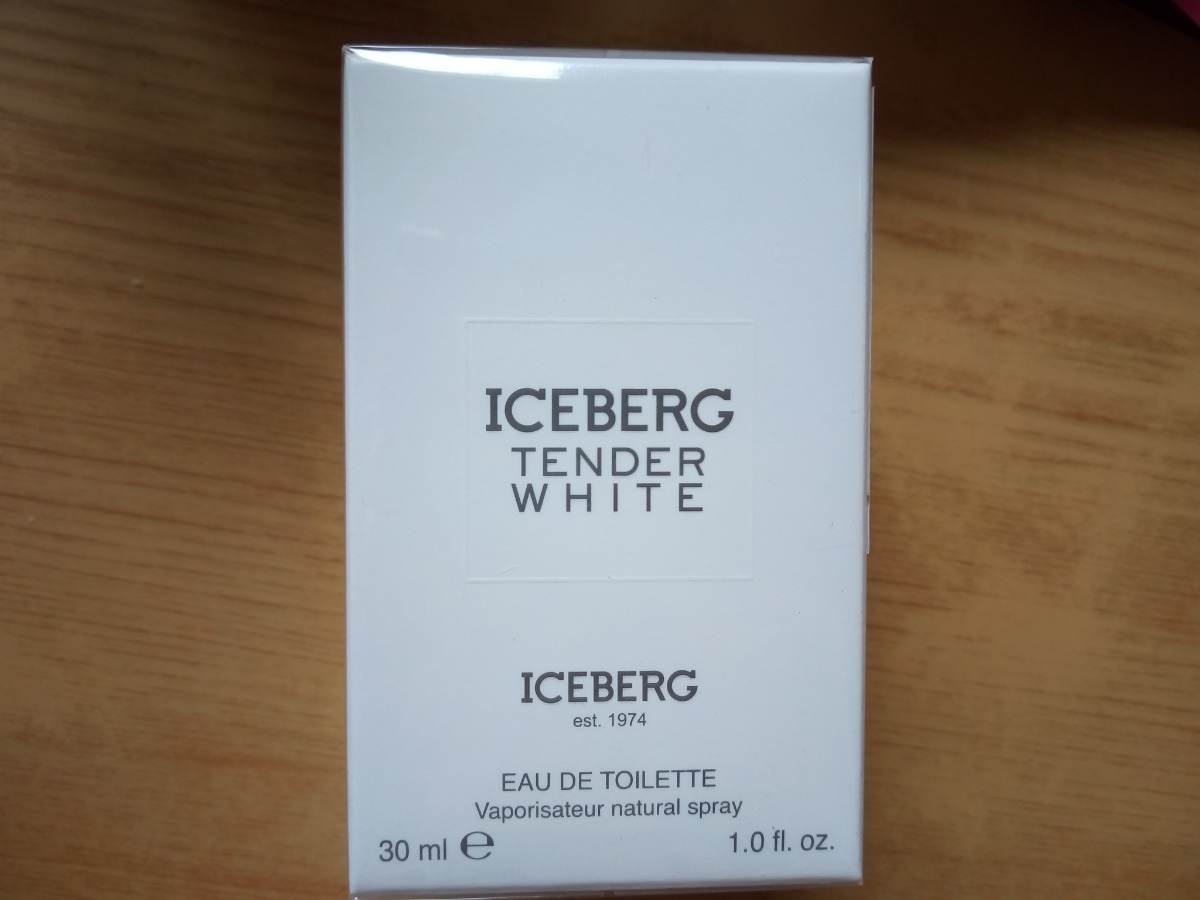 ICEBERG
TENDER
WHITE
ICEBERG
est. 1974
EAU DE TOILETTE
Vaporisateur natural spray
30 ml ℮ 1.0 fl. oz.